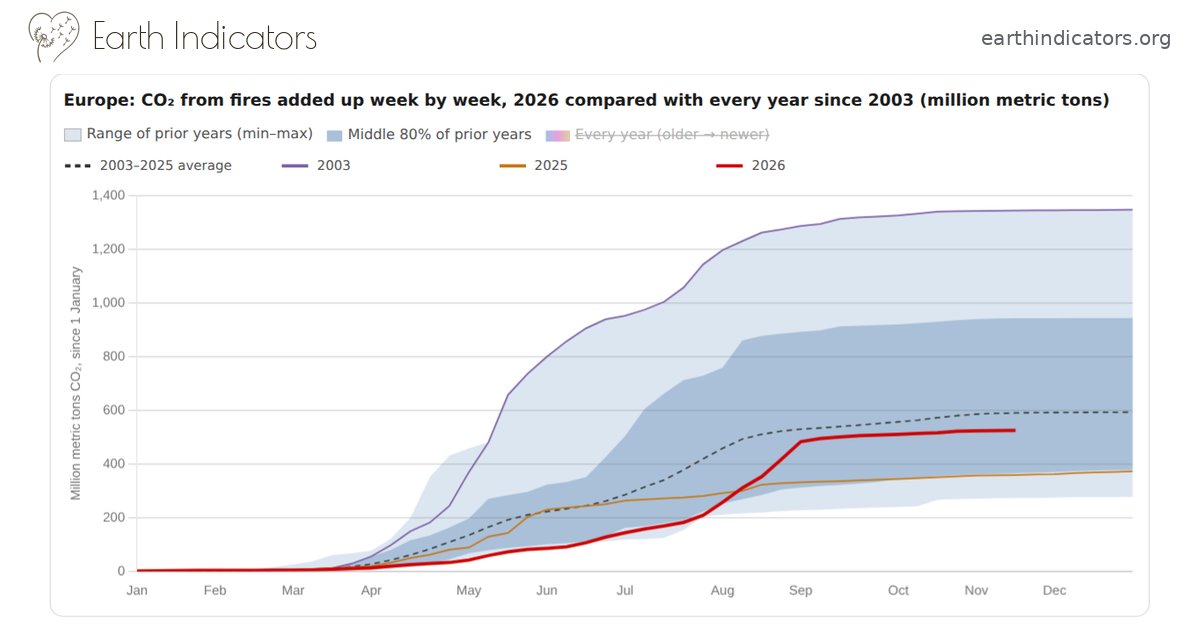 Earth Indicators
earthindicators.org
Europe: CO₂ from fires added up week by week, 2026 compared with every year since 2003 (million metric tons)
Range of prior years (min–max) Middle 80% of prior years Every year (older → newer)
2003–2025 average 2003 2025 2026
Million metric tons CO₂, since 1 January
1,400
1,200
1,000
800
600
400
200
0
Jan Feb Mar Apr May Jun Jul Aug Sep Oct Nov Dec